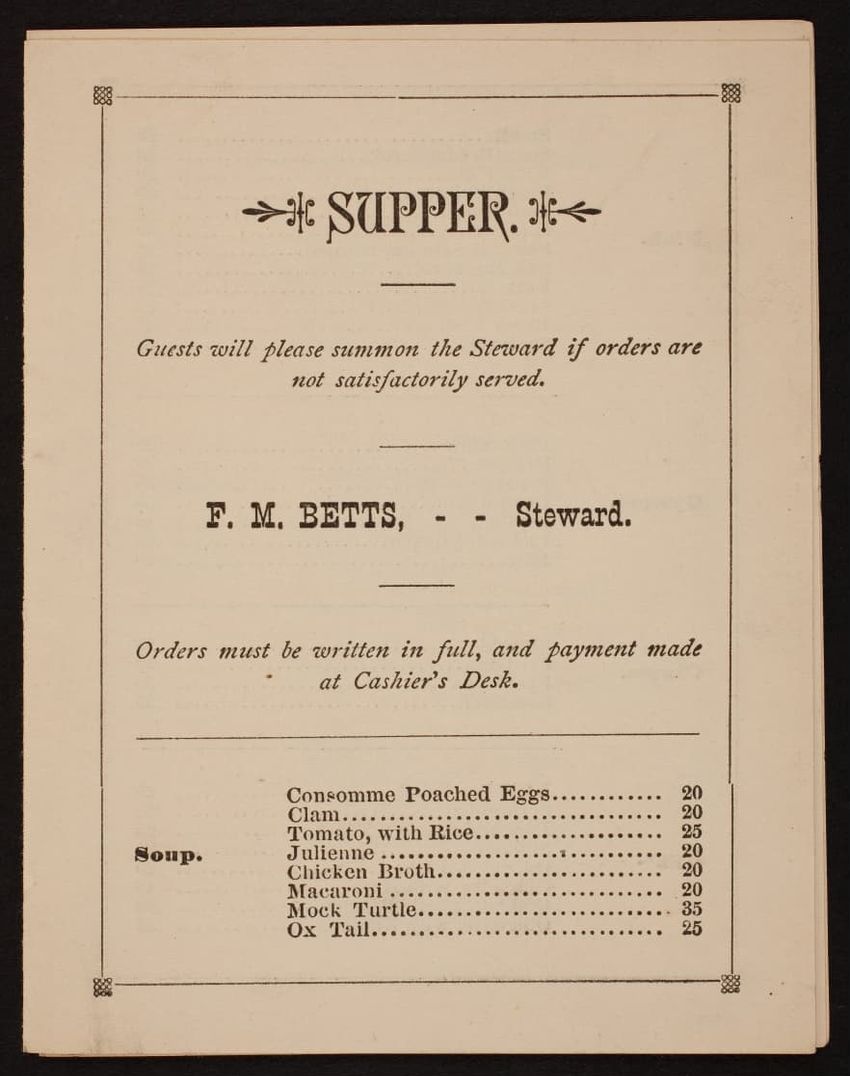 SUPPER.
Guests will please summon the Steward if orders are
not satisfactorily served.
F. M. BETTS, - - Steward.
Orders must be written in full, and payment made
at Cashier's Desk.
Soup.
Consomme Poached Eggs............ 20
Clam.................................. 20
Tomato, with Rice.................... 25
Julienne .............................. 20
Chicken Broth........................ 20
Macaroni ............................. 20
Mock Turtle........................... 35
Ox Tail............................... 25